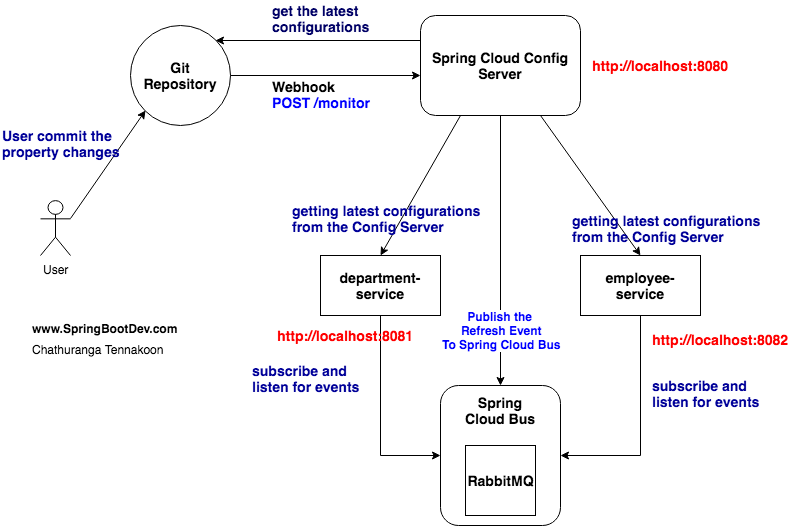 get the latest
configurations
Git
Repository
Spring Cloud Config
Server
http://localhost:8080
Webhook
POST /monitor
User commit the
property changes
User
getting latest configurations
from the Config Server
getting latest configurations
from the Config Server
department-
service
employee-
service
www.SpringBootDev.com
Chathuranga Tennakoon
http://localhost:8081
Publish the
Refresh Event
To Spring Cloud Bus
http://localhost:8082
subscribe and
listen for events
subscribe and
listen for events
Spring
Cloud Bus
RabbitMQ